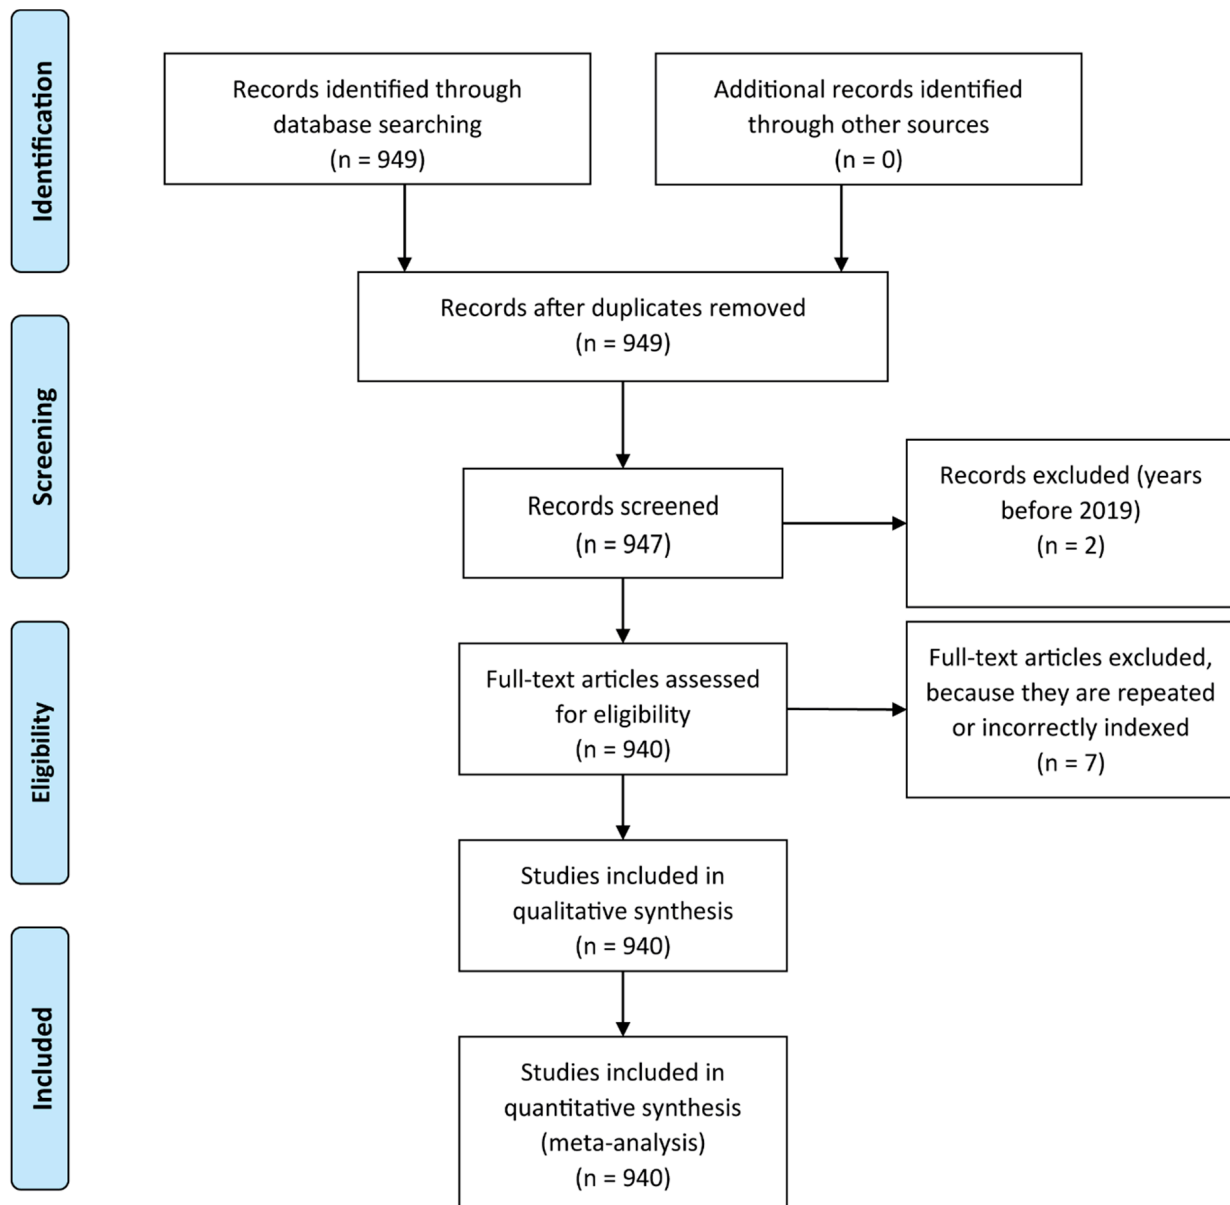 Identification
Records identified through
database searching
(n = 949)
Additional records identified
through other sources
(n = 0)
Records after duplicates removed
(n = 949)
Screening
Records screened
(n = 947)
Records excluded (years
before 2019)
(n = 2)
Eligibility
Full-text articles assessed
for eligibility
(n = 940)
Full-text articles excluded,
because they are repeated
or incorrectly indexed
(n = 7)
Studies included in
qualitative synthesis
(n = 940)
Included
Studies included in
quantitative synthesis
(meta-analysis)
(n = 940)